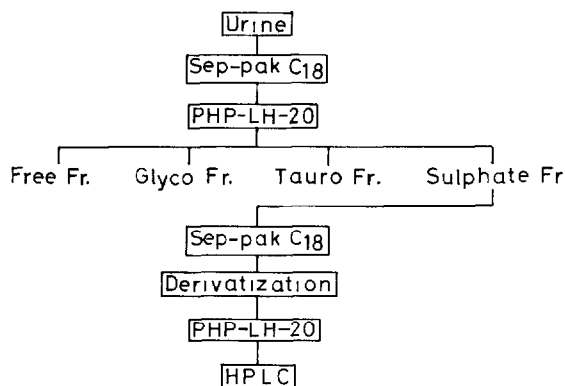 Urine
Sep-pak C18
PHP-LH-20
Free Fr. Glyco Fr. Tauro Fr. Sulphate Fr
Sep-pak C18
Derivatization
PHP-LH-20
HPLC